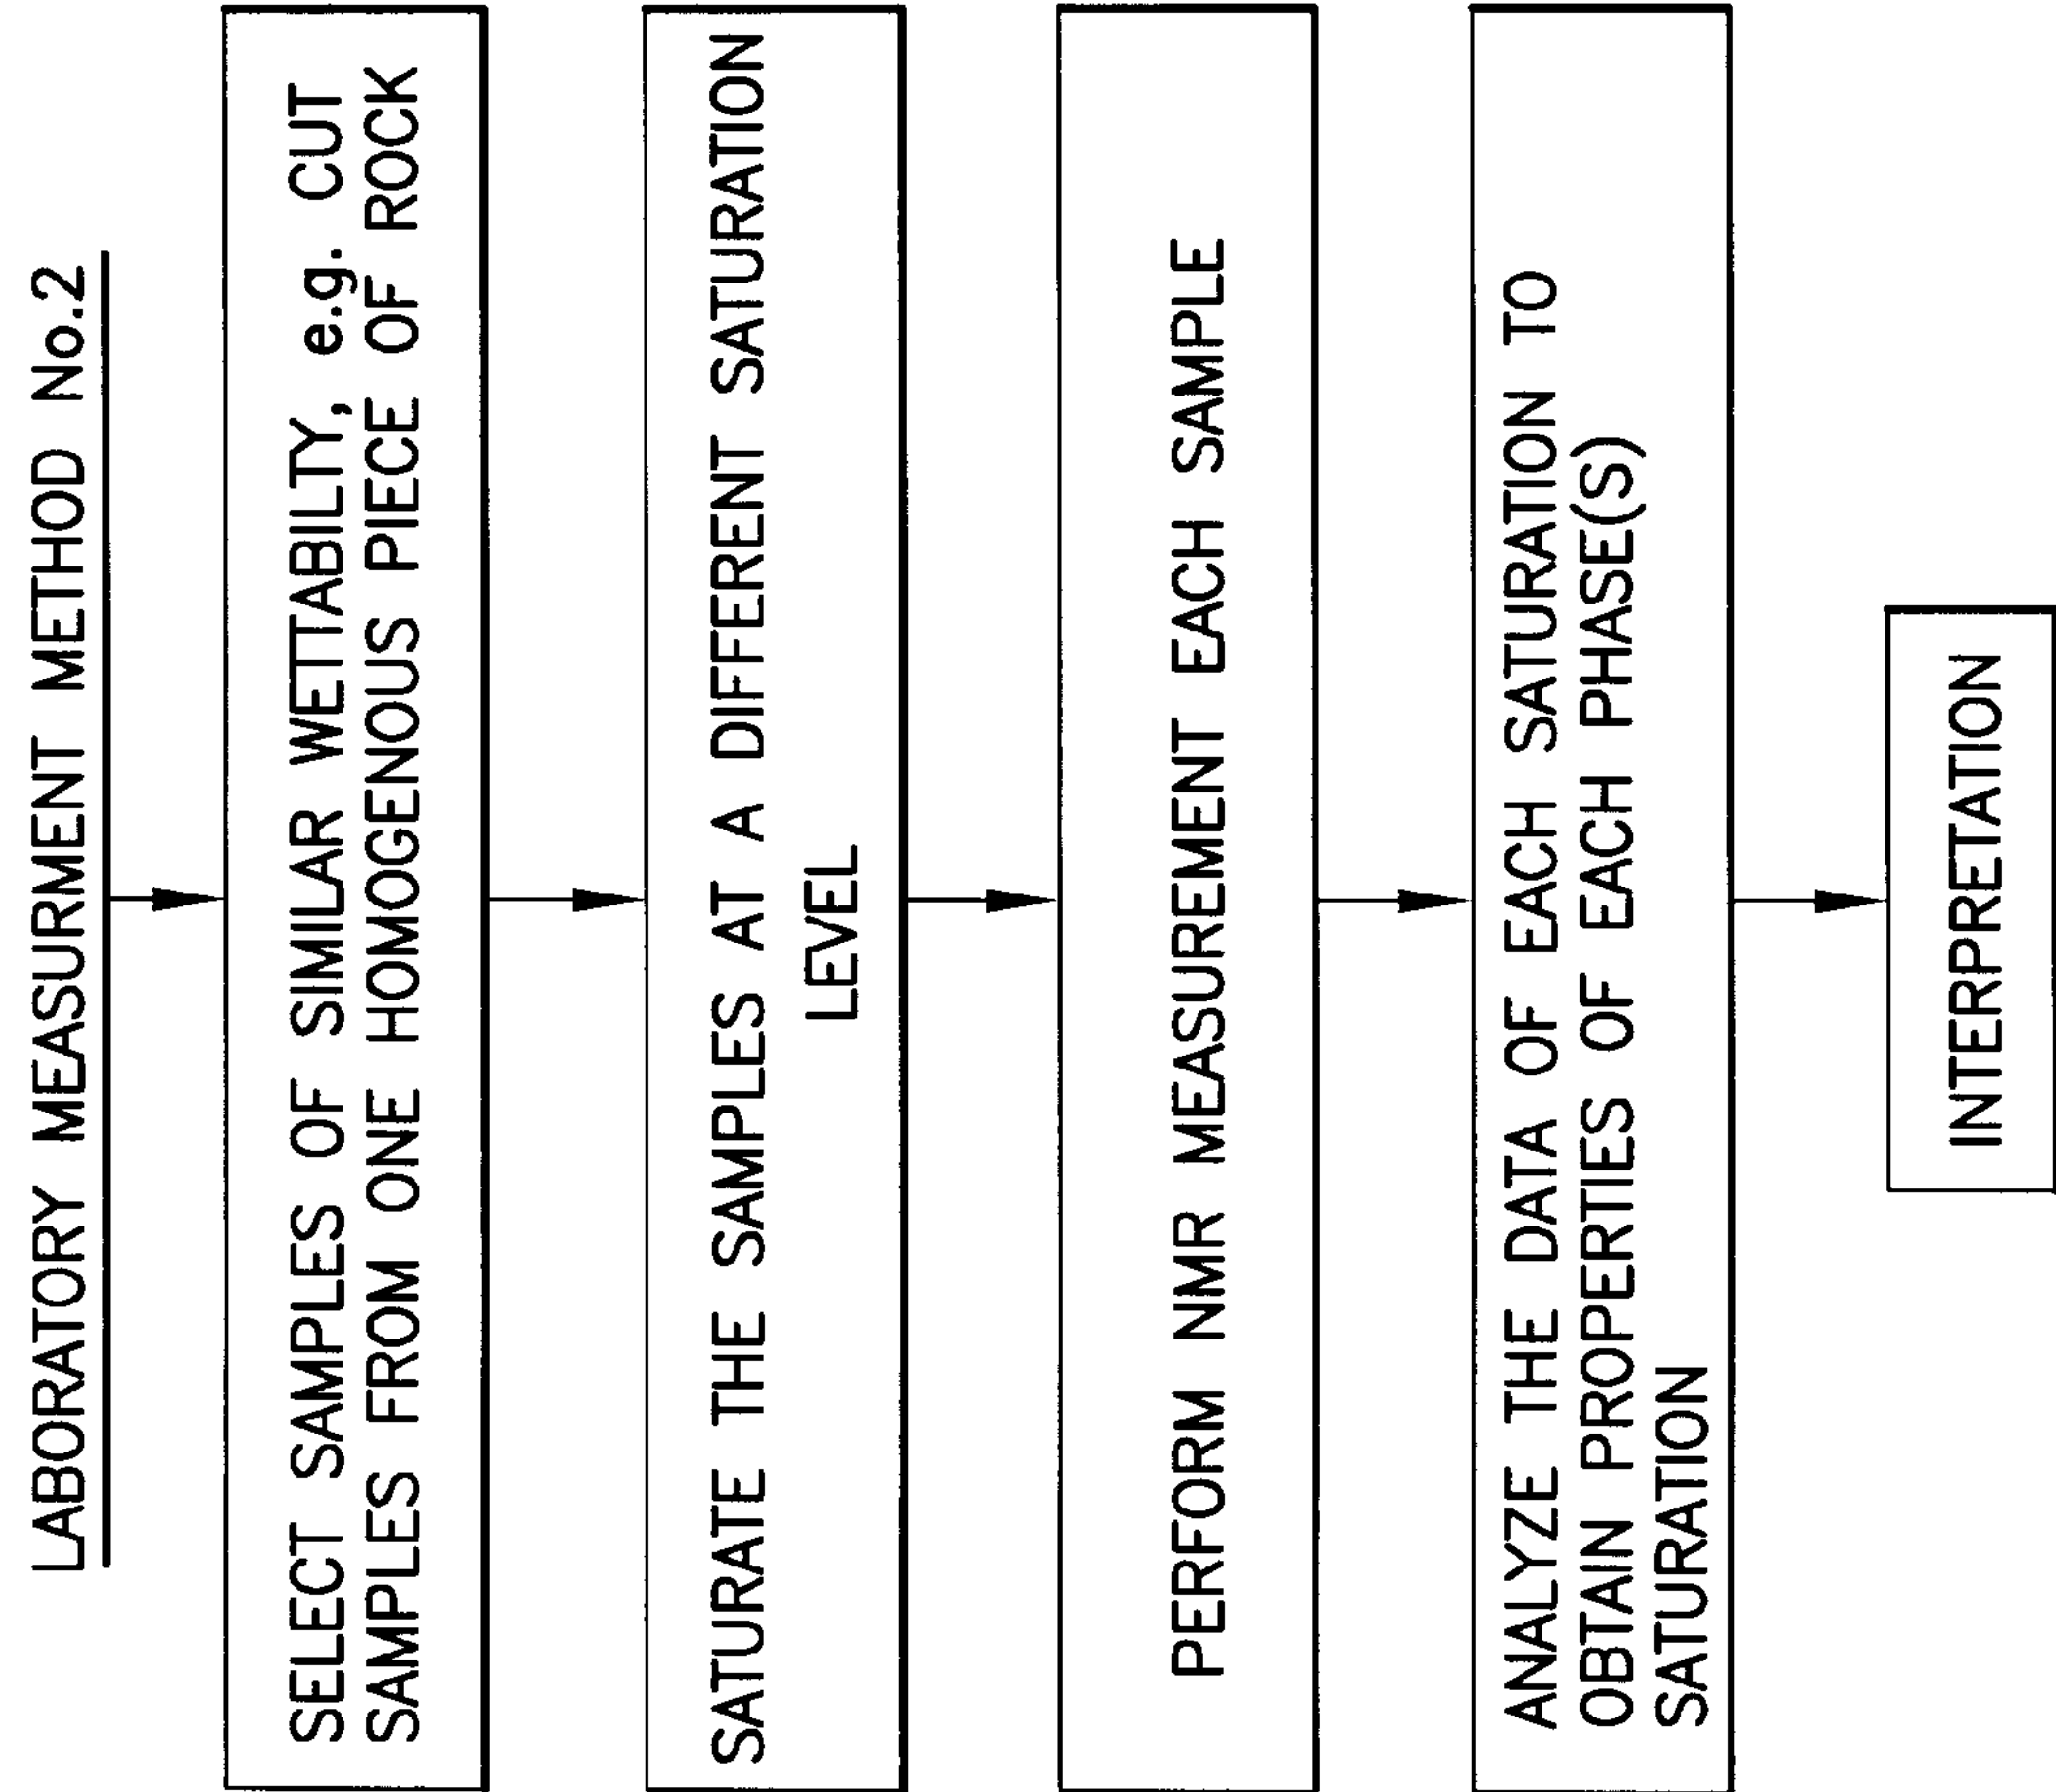 LABORATORY MEASURMENT METHOD No.2
SELECT SAMPLES OF SIMILAR WETTABILTY, e.g. CUT
SAMPLES FROM ONE HOMOGENOUS PIECE OF ROCK
SATURATE THE SAMPLES AT A DIFFERENT SATURATION
LEVEL
PERFORM NMR MEASUREMENT EACH SAMPLE
ANALYZE THE DATA OF EACH SATURATION TO
OBTAIN PROPERTIES OF EACH PHASE(S)
SATURATION
INTERPRETATION